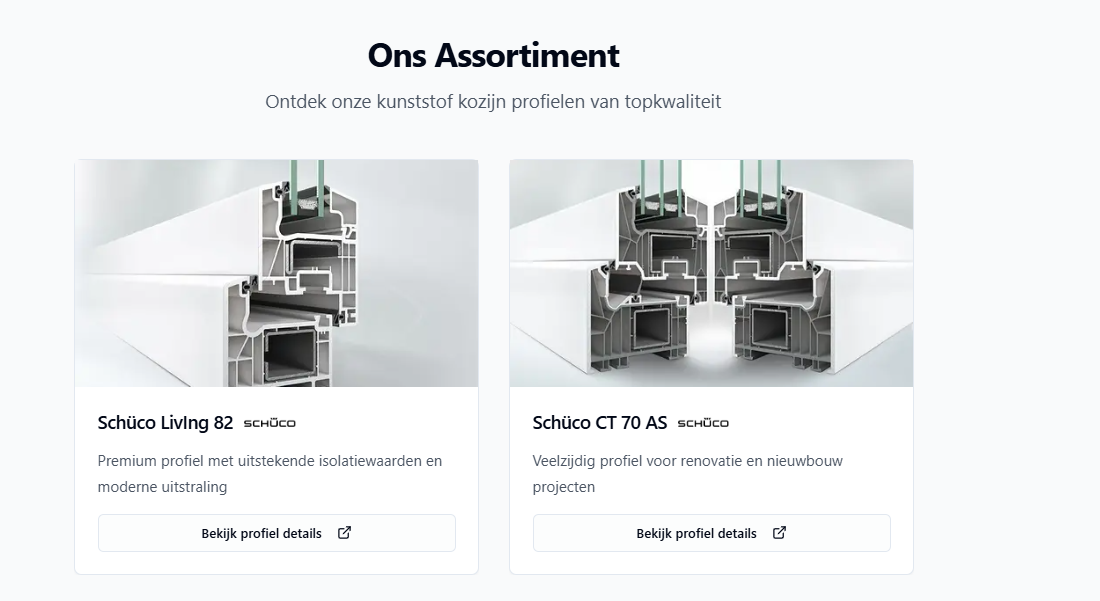 Ons Assortiment
Ontdek onze kunststof kozijn profielen van topkwaliteit
Schüco LivIng 82 SCHÜCO
Premium profiel met uitstekende isolatiewaarden en
moderne uitstraling
Bekijk profiel details
Schüco CT 70 AS SCHÜCO
Veelzijdig profiel voor renovatie en nieuwbouw
projecten
Bekijk profiel details